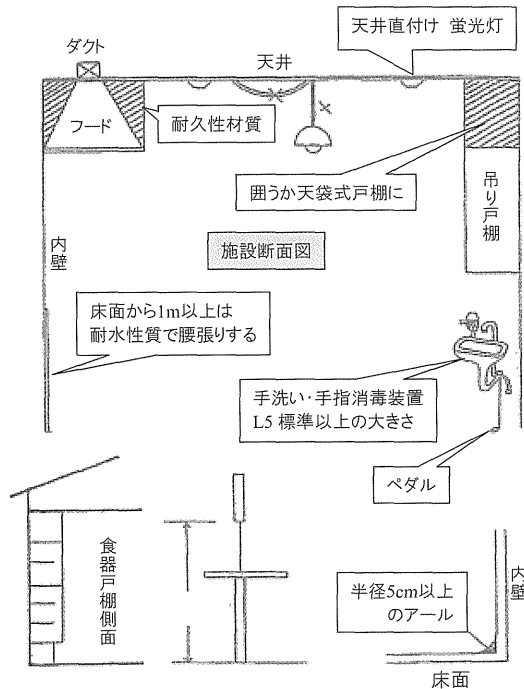 天井直付け 蛍光灯
ダクト
天井
フード
耐久性材質
囲うか天袋式戸棚に
吊り戸棚
内壁
施設断面図
床面から1m以上は
耐水性質で腰張りする
手洗い・手指消毒装置
L5 標準以上の大きさ
ペダル
食器戸棚側面
半径5cm以上
のアール
内壁
床面